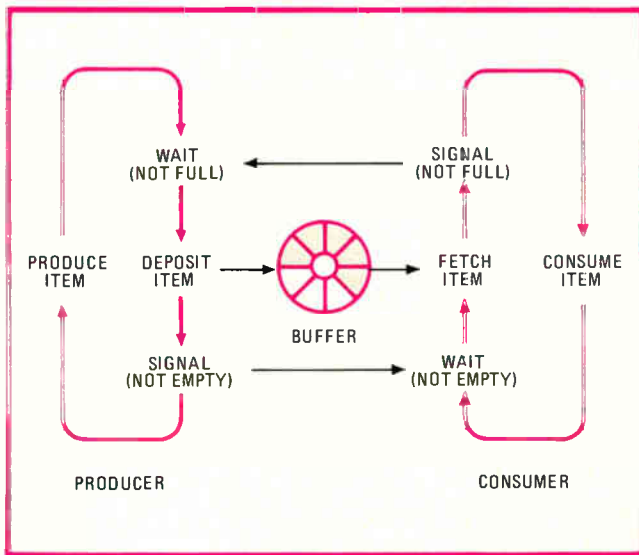 WAIT
(NOT FULL)
SIGNAL
(NOT FULL)
PRODUCE
ITEM
DEPOSIT
ITEM
BUFFER
FETCH
ITEM
CONSUME
ITEM
SIGNAL
(NOT EMPTY)
WAIT
(NOT EMPTY)
PRODUCER
CONSUMER